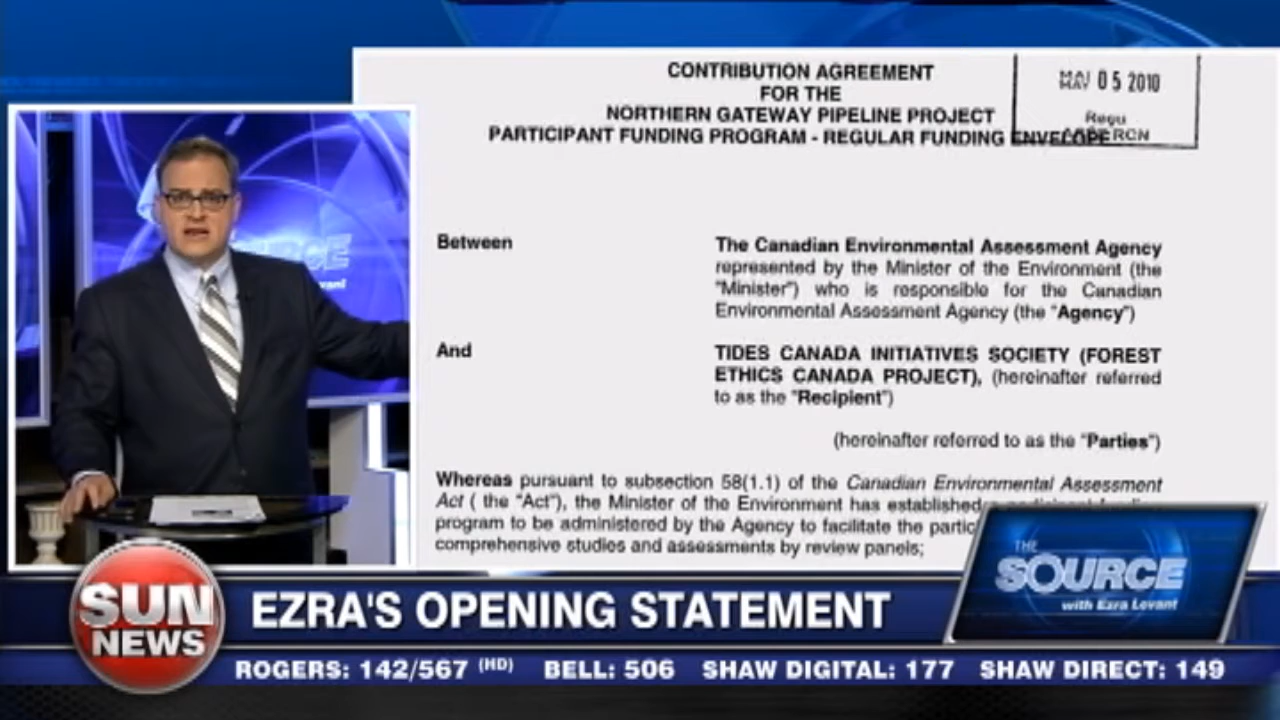 CONTRIBUTION AGREEMENT
FOR THE
NORTHERN GATEWAY PIPELINE PROJECT
PARTICIPANT FUNDING PROGRAM - REGULAR FUNDING ENVELOPE
MAY 05 2010
Between
The Canadian Environmental Assessment Agency
represented by the Minister of the Environment (the
"Minister") who is responsible for the Canadian
Environmental Assessment Agency (the "Agency")
And
TIDES CANADA INITIATIVES SOCIETY (FOREST
ETHICS CANADA PROJECT), (hereinafter referred
to as the "Recipient")
(hereinafter referred to as the "Parties")
Whereas pursuant to subsection 58(1.1) of the Canadian Environmental Assessment
Act ( the "Act"), the Minister of the Environment has established
program to be administered by the Agency to facilitate the partic
comprehensive studies and assessments by review panels;
THE
SOURCE
with Ezra Levant
SUN
NEWS
EZRA'S OPENING STATEMENT
ROGERS: 142/567 (HD) BELL: 506 SHAW DIGITAL: 177 SHAW DIRECT: 149